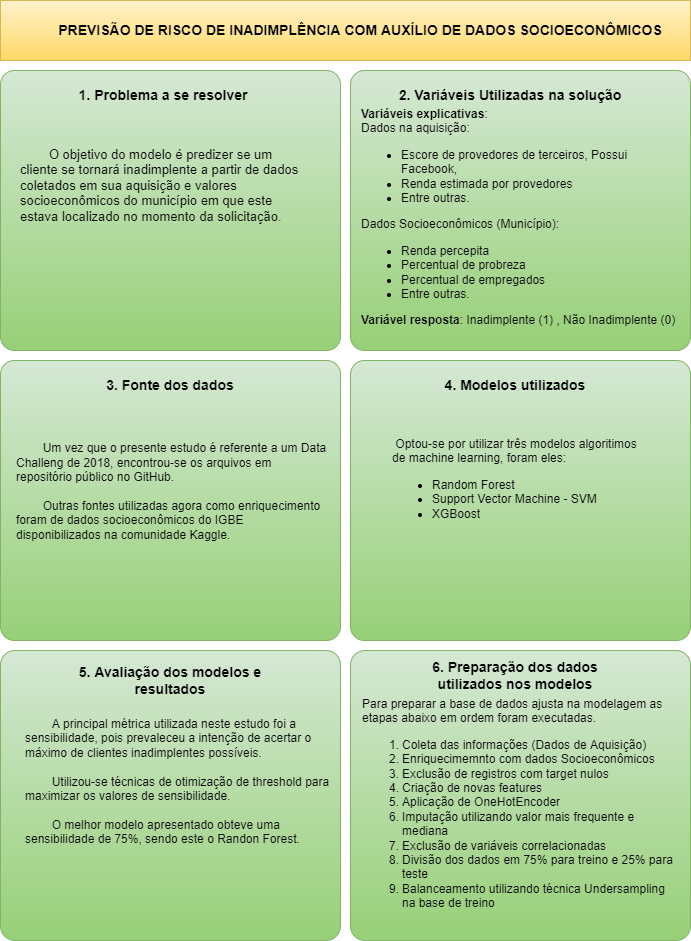 PREVISÃO DE RISCO DE INADIMPLÊNCIA COM AUXÍLIO DE DADOS SOCIOECONÔMICOS
1. Problema a se resolver
O objetivo do modelo é predizer se um
cliente se tornará inadimplente a partir de dados
coletados em sua aquisição e valores
socioeconômicos do município em que este
estava localizado no momento da solicitação.
2. Variáveis Utilizadas na solução
Variáveis explicativas:
Dados na aquisição:
• Escore de provedores de terceiros, Possui
Facebook,
• Renda estimada por provedores
• Entre outras.
Dados Socioeconômicos (Município):
• Renda percepita
• Percentual de probreza
• Percentual de empregados
• Entre outras.
Variável resposta: Inadimplente (1) , Não Inadimplente (0)
3. Fonte dos dados
Um vez que o presente estudo é referente a um Data
Challeng de 2018, encontrou-se os arquivos em
repositório público no GitHub.
Outras fontes utilizadas agora como enriquecimento
foram de dados socioeconômicos do IGBE
disponibilizados na comunidade Kaggle.
4. Modelos utilizados
Optou-se por utilizar três modelos algoritimos
de machine learning, foram eles:
• Random Forest
• Support Vector Machine - SVM
• XGBoost
5. Avaliação dos modelos e
resultados
A principal métrica utilizada neste estudo foi a
sensibilidade, pois prevaleceu a intenção de acertar o
máximo de clientes inadimplentes possíveis.
Utilizou-se técnicas de otimização de threshold para
maximizar os valores de sensibilidade.
O melhor modelo apresentado obteve uma
sensibilidade de 75%, sendo este o Randon Forest.
6. Preparação dos dados
utilizados nos modelos
Para preparar a base de dados ajusta na modelagem as
etapas abaixo em ordem foram executadas.
1. Coleta das informações (Dados de Aquisição)
2. Enriquecimemnto com dados Socioeconômicos
3. Exclusão de registros com target nulos
4. Criação de novas features
5. Aplicação de OneHotEncoder
6. Imputação utilizando valor mais frequente e
mediana
7. Exclusão de variáveis correlacionadas
8. Divisão dos dados em 75% para treino e 25% para
teste
9. Balanceamento utilizando técnica Undersampling
na base de treino